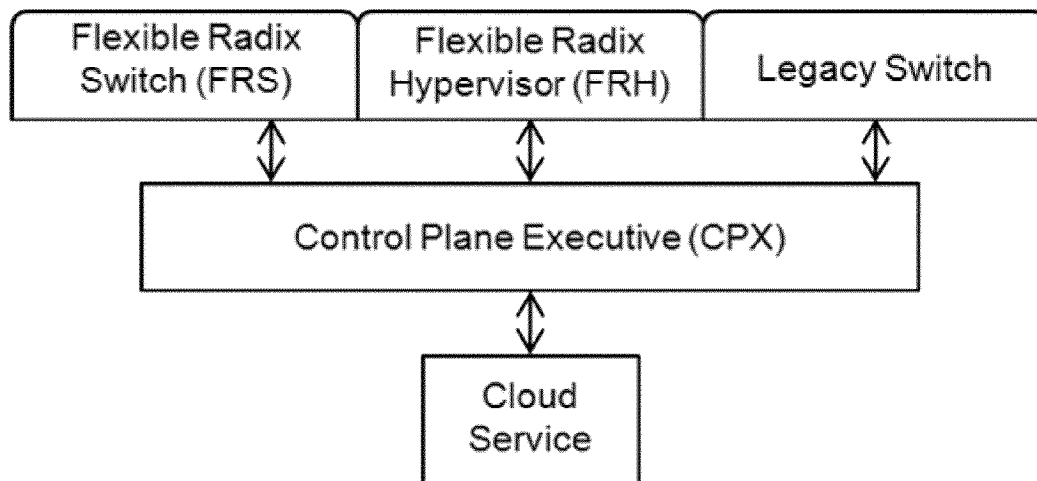 Flexible Radix
Switch (FRS)
Flexible Radix
Hypervisor (FRH)
Legacy Switch
Control Plane Executive (CPX)
Cloud
Service